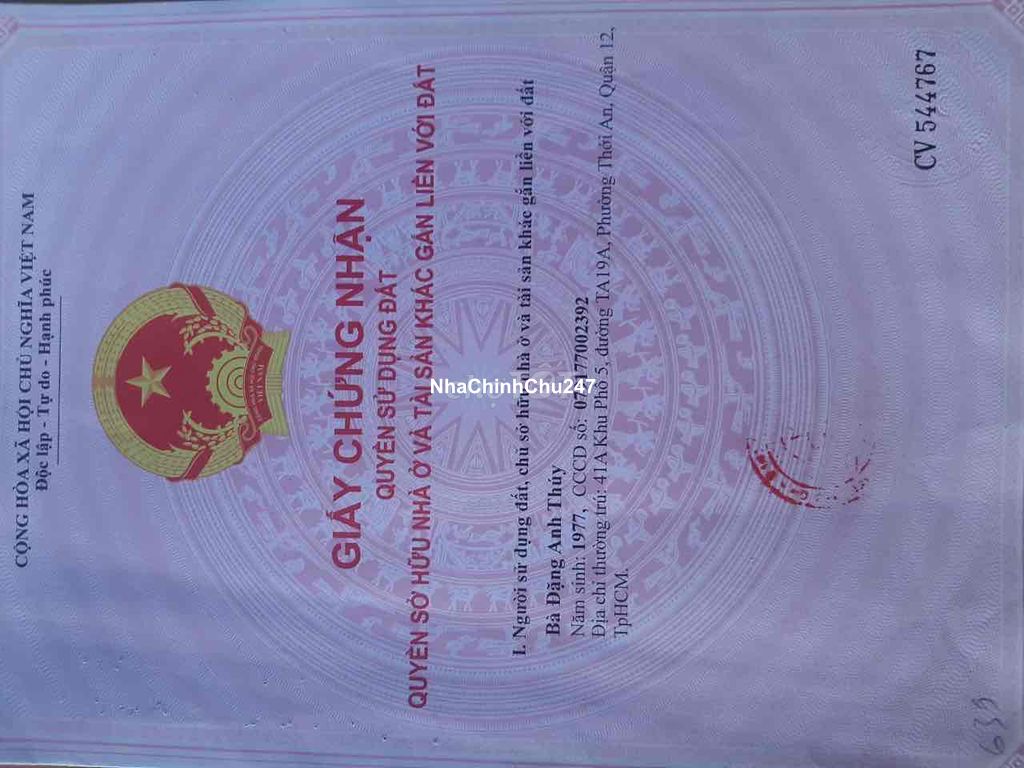 CỘNG HÒA XÃ HỘI CHỦ NGHĨA VIỆT NAM
Độc lập - Tự do - Hạnh phúc
VIỆT NAM
GIẤY CHỨNG NHẬN
QUYỀN SỬ DỤNG ĐẤT
QUYỀN SỞ HỮU NHÀ Ở VÀ TÀI SẢN KHÁC GẮN LIỀN VỚI ĐẤT
NhaChinhChu247
I. Người sử dụng đất, chủ sở hữu nhà ở và tài sản khác gắn liền với đất
Bà Đặng Anh Thúy
Năm sinh: 1977, CCCD số:
Địa chỉ thường trú: 41A Khu Phố 5, đường TA19A, Phường Thới An, Quận 12,
TpHCM.
CV 544767
639